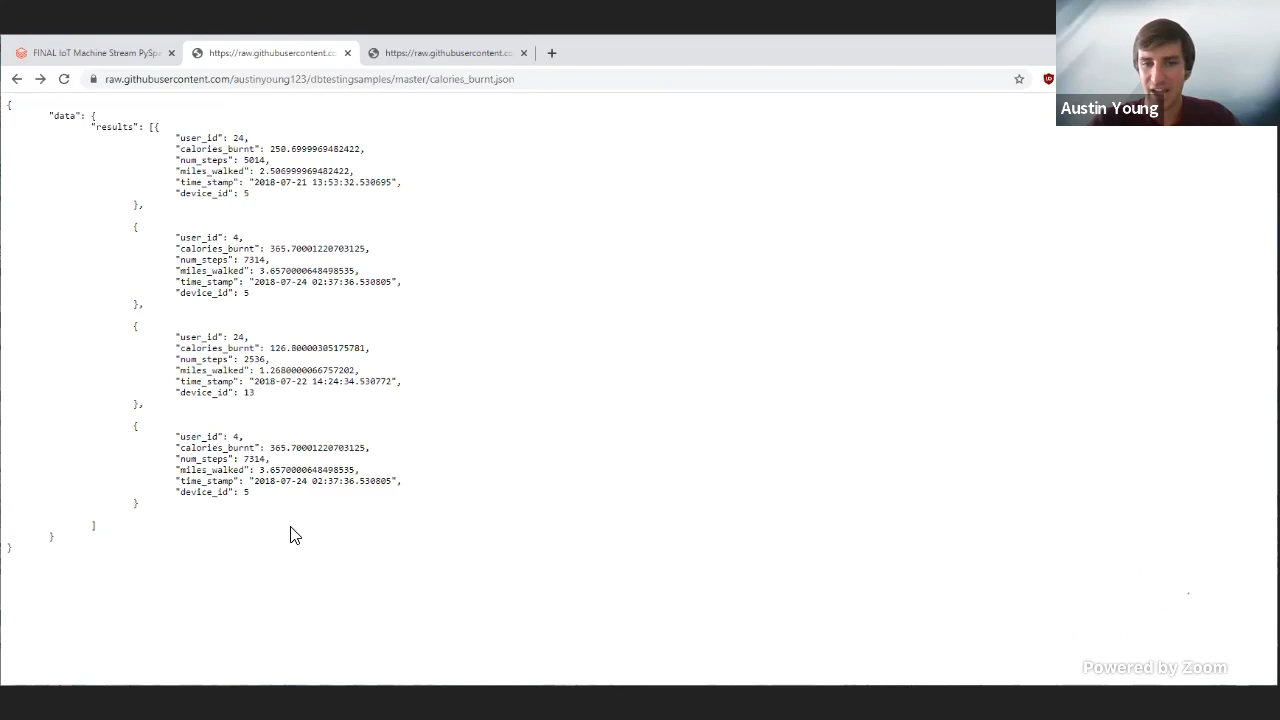 FINAL IoT Machine Stream PySpa
https://raw.githubusercontent.cc
https://raw.githubusercontent.cc
raw.githubusercontent.com/austinyoung123/dbtestingsamples/master/calories_burnt.json
Austin Young
{
"data": {
"results": [{
"user_id": 24,
"calories_burnt": 250.6999969482422,
"num_steps": 5014,
"miles_walked": 2.506999969482422,
"time_stamp": "2018-07-21 13:53:32.530695",
"device_id": 5
},
{
"user_id": 4,
"calories_burnt": 365.70001220703125,
"num_steps": 7314,
"miles_walked": 3.6570000648498535,
"time_stamp": "2018-07-24 02:37:36.530805",
"device_id": 5
},
{
"user_id": 24,
"calories_burnt": 126.80000305175781,
"num_steps": 2536,
"miles_walked": 1.2680000066757202,
"time_stamp": "2018-07-22 14:24:34.530772",
"device_id": 13
},
{
"user_id": 4,
"calories_burnt": 365.70001220703125,
"num_steps": 7314,
"miles_walked": 3.6570000648498535,
"time_stamp": "2018-07-24 02:37:36.530805",
"device_id": 5
}
]
}
}
Powered by Zoom